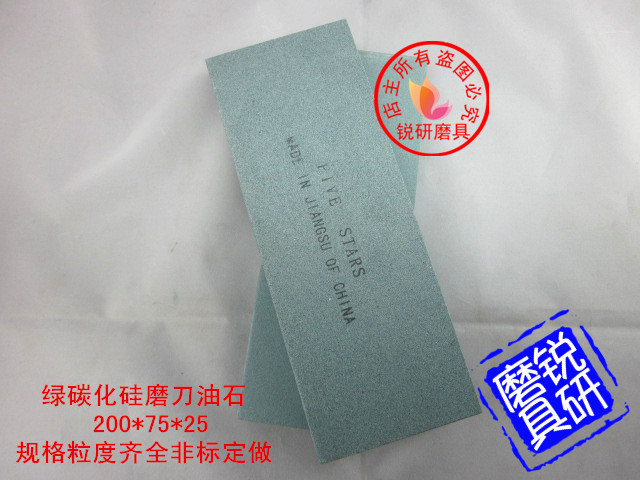 店主所有盗图必究
锐研磨具
FIVE STARS
MADE IN JIANGSU OF CHINA
绿碳化硅磨刀油石
200*75*25
规格粒度齐全非标定做
锐研
磨具